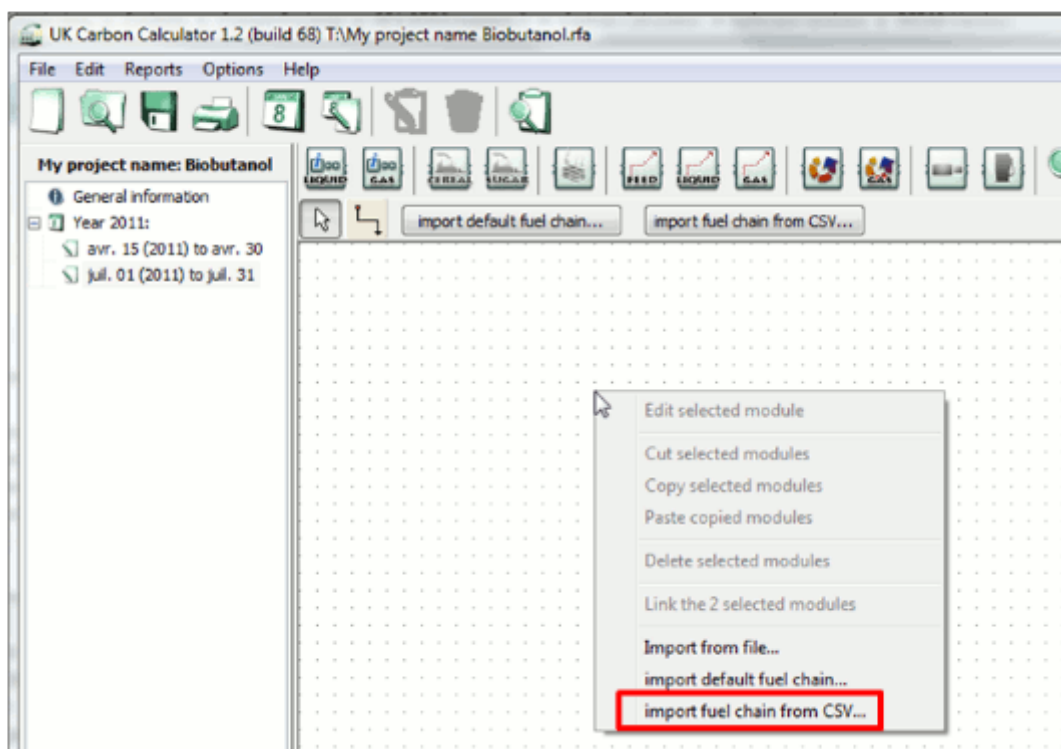 UK Carbon Calculator 1.2 (build 68) T:\My project name Biobutanol.rfa
File Edit Reports Options Help
8 8
My project name: Biobutanol
General information
Year 2011:
avr. 15 (2011) to avr. 30
juil. 01 (2011) to juil. 31
LIQUID GAS CEREAL SUGAR FEED LIQUID GAS GAS
import default fuel chain... import fuel chain from CSV...
Edit selected module
Cut selected modules
Copy selected modules
Paste copied modules
Delete selected modules
Link the 2 selected modules
Import from file...
import default fuel chain...
import fuel chain from CSV...